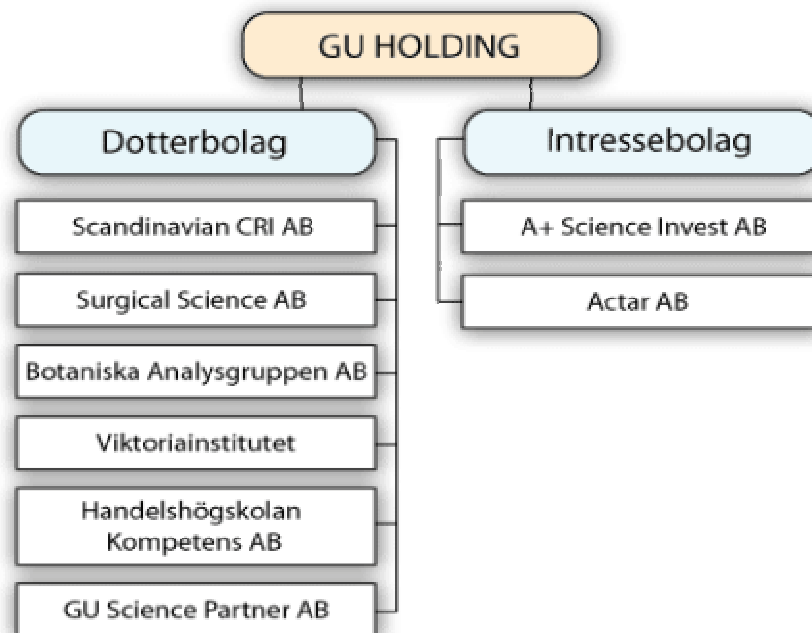 GU HOLDING
Dotterbolag
Scandinavian CRI AB
Surgical Science AB
Botaniska Analysgruppen AB
Viktoriainstitutet
Handelshögskolan
Kompetens AB
GU Science Partner AB
Intressebolag
A+ Science Invest AB
Actar AB